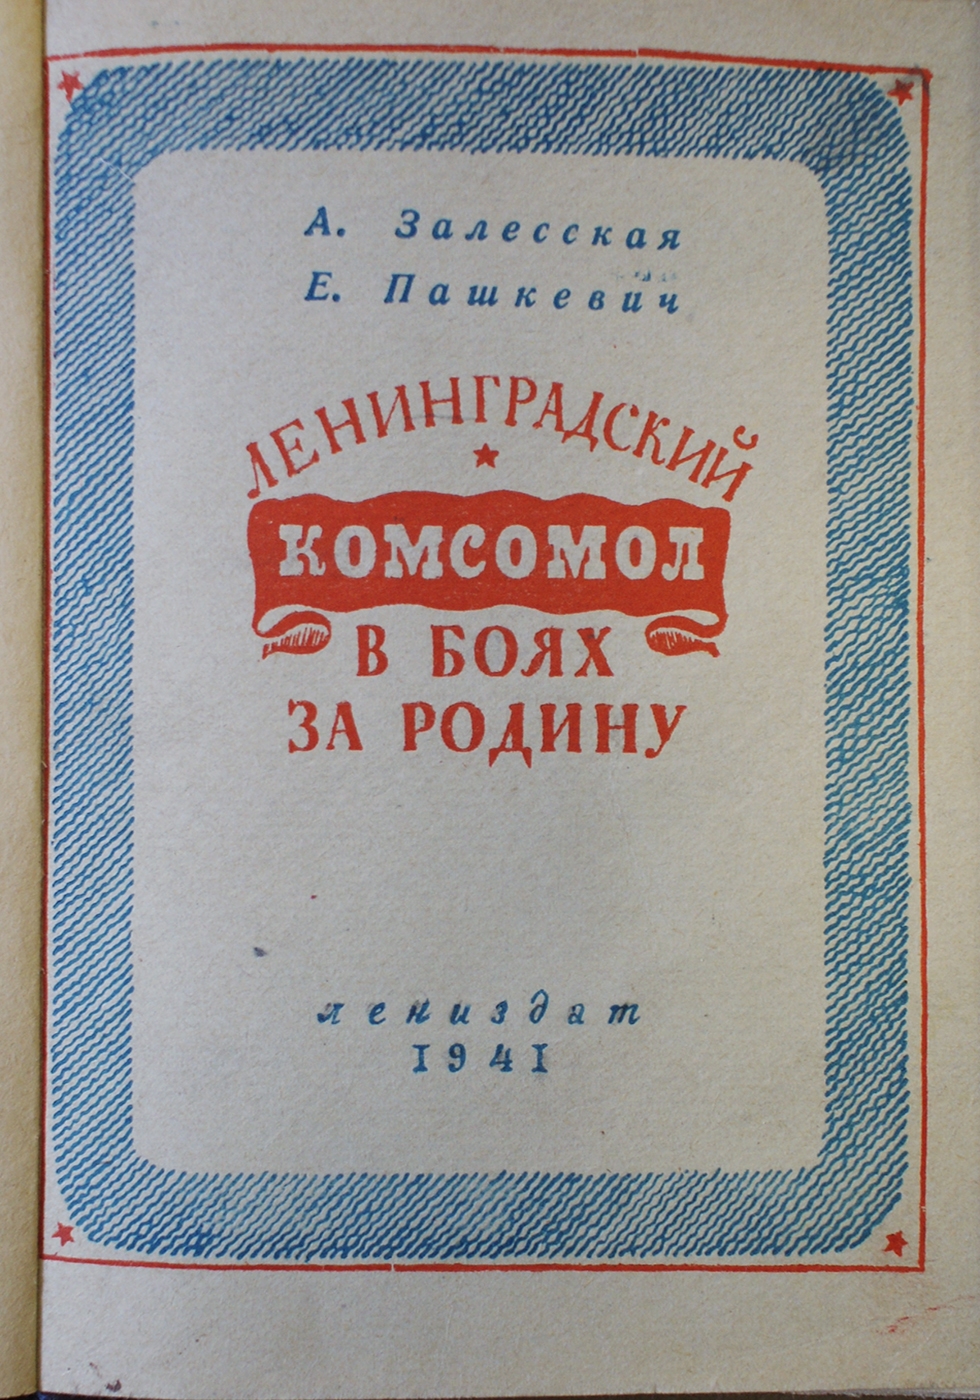 А. Залесская
Е. Пашкевич
ЛЕНИНГРАДСКИЙ
КОМСОМОЛ
В БОЯХ
ЗА РОДИНУ
лениздат
1941